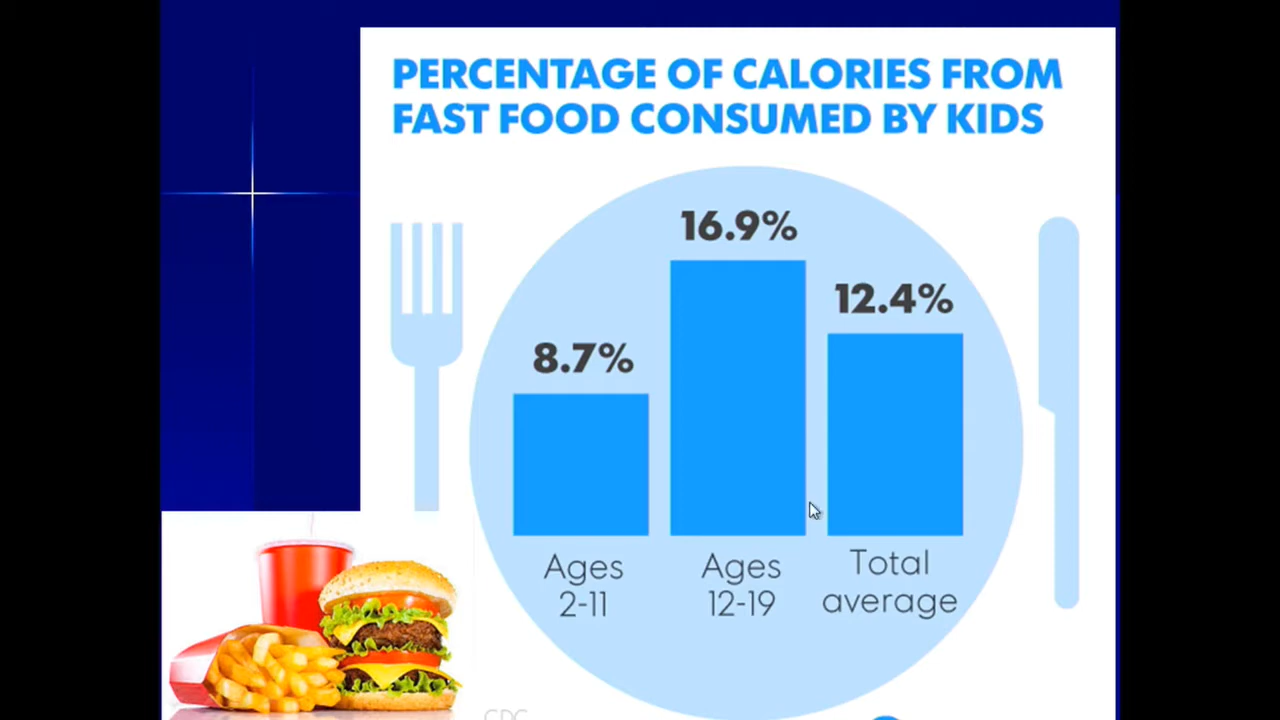 PERCENTAGE OF CALORIES FROM
FAST FOOD CONSUMED BY KIDS
16.9%
12.4%
8.7%
Ages
2-11
Ages
12-19
Total
average